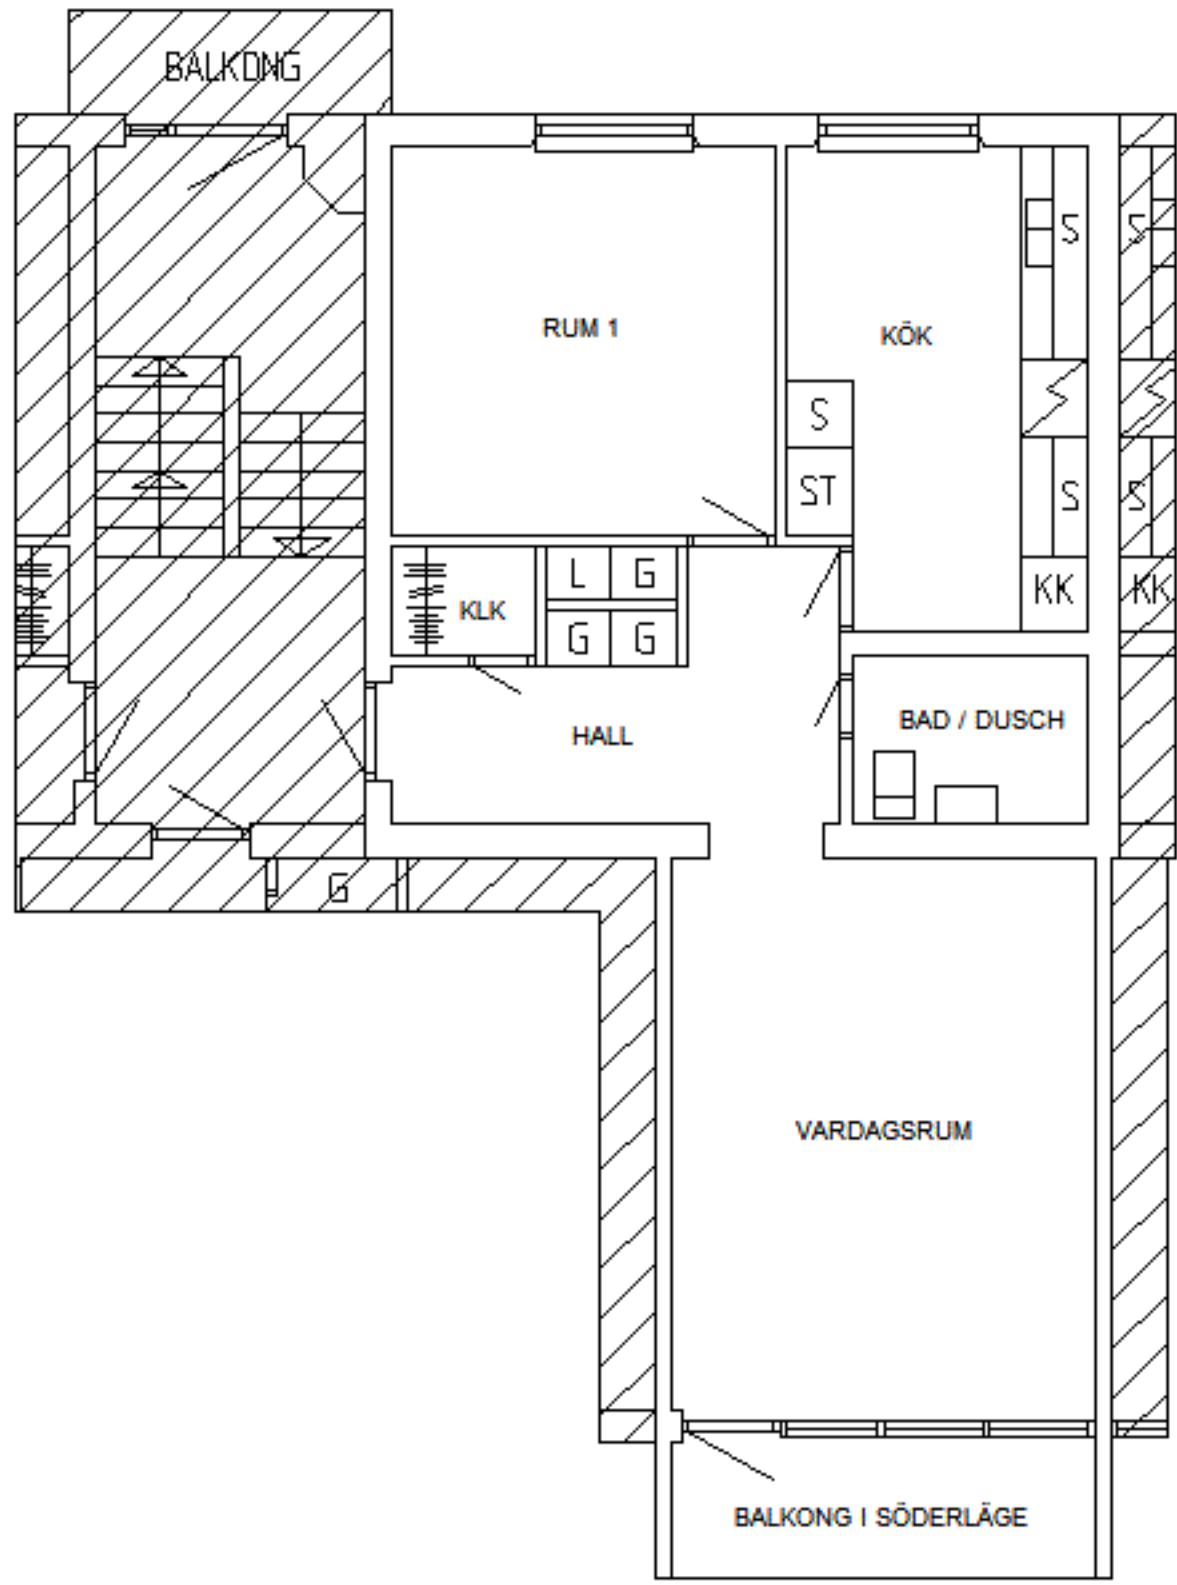 BALKONG
RUM 1
KÖK
S
S
S
ST
S
S
KLK
L
G
G
G
KK
KK
HALL
BAD / DUSCH
G
VARDAGSRUM
BALKONG I SÖDERLÄGE